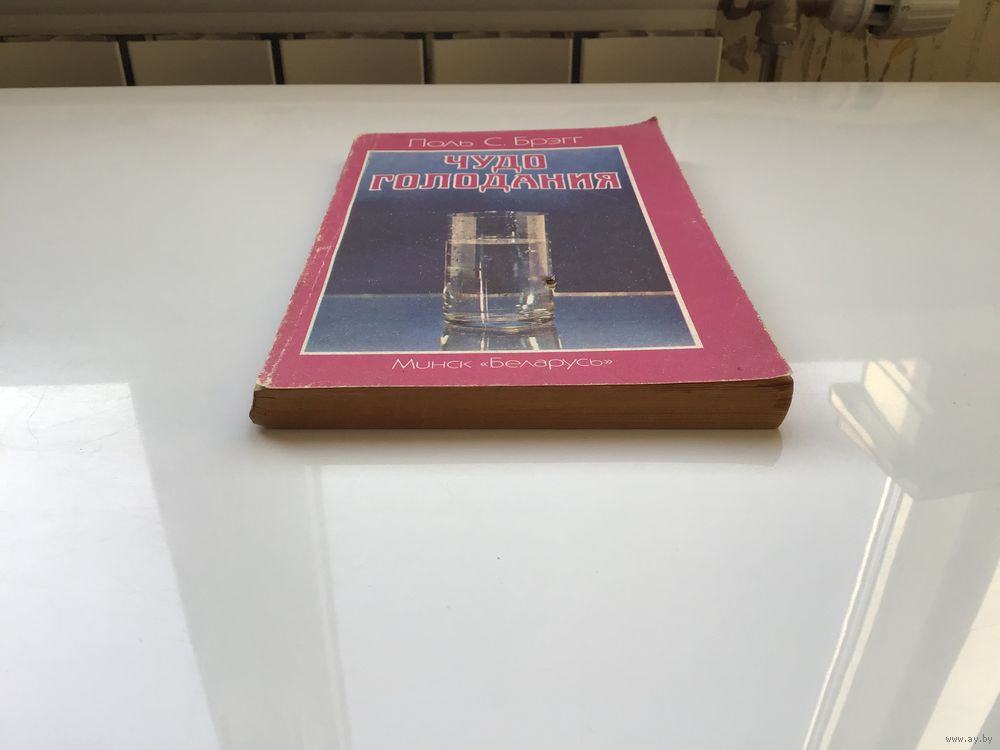 Поль С. Брэгг
ЧУДО
ГОЛОДАНИЯ
Минск «Беларусь»
www.ay.by